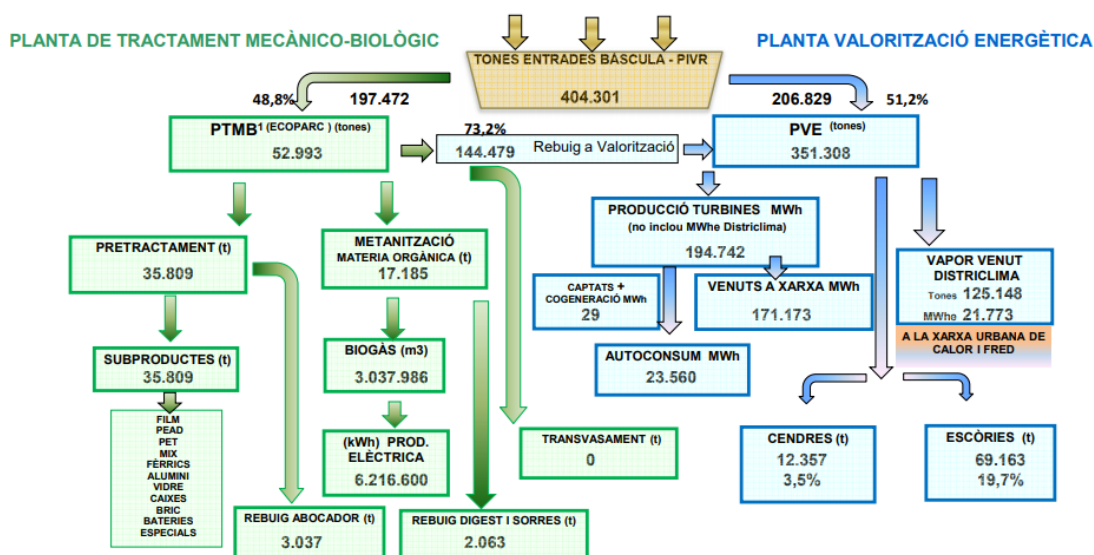 PLANTA DE TRACTAMENT MECÀNICO-BIOLÒGIC
PLANTA VALORITZACIÓ ENERGÈTICA
TONES ENTRADES BÀSCULA - PIVR
404.301
48,8%
197.472
206.829
51,2%
PTMB¹ (ECOPARC ) (tones)
52.993
73,2%
144.479
Rebuig a Valorització
PVE (tones)
351.308
PRETRACTAMENT (t)
35.809
METANITZACIÓ
MATERIA ORGÀNICA (t)
17.185
PRODUCCIÓ TURBINES MWh
(no inclou MWhe Districlima)
194.742
CAPTATS +
COGENERACIÓ MWh
29
VENUTS A XARXA MWh
171.173
VAPOR VENUT
DISTRICLIMA
Tones 125.148
MWhe 21.773
A LA XARXA URBANA DE
CALOR I FRED
SUBPRODUCTES (t)
35.809
BIOGÀS (m3)
3.037.986
AUTOCONSUM MWh
23.560
FILM
PEAD
PET
MIX
FÈRRICS
ALUMINI
VIDRE
CAIXES
BRIC
BATERIES
ESPECIALS
(kWh) PROD.
ELÈCTRICA
6.216.600
TRANSVASAMENT (t)
0
CENDRES (t)
12.357
3,5%
ESCÒRIES (t)
69.163
19,7%
REBUIG ABOCADOR (t)
3.037
REBUIG DIGEST I SORRES (t)
2.063